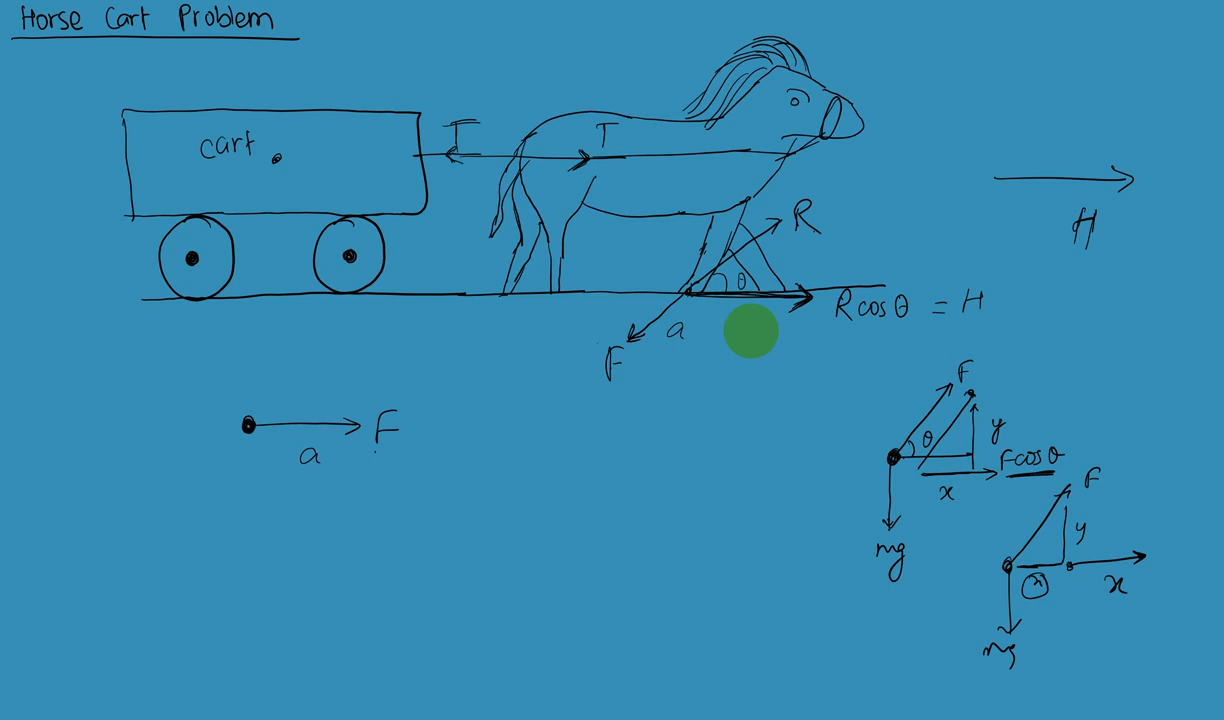 Horse Cart Problem
cart
T
T
R
H
θ
R cos θ = H
a
F
F
a
F
θ
y
F cos θ
x
mg
F
y
x
x
mg